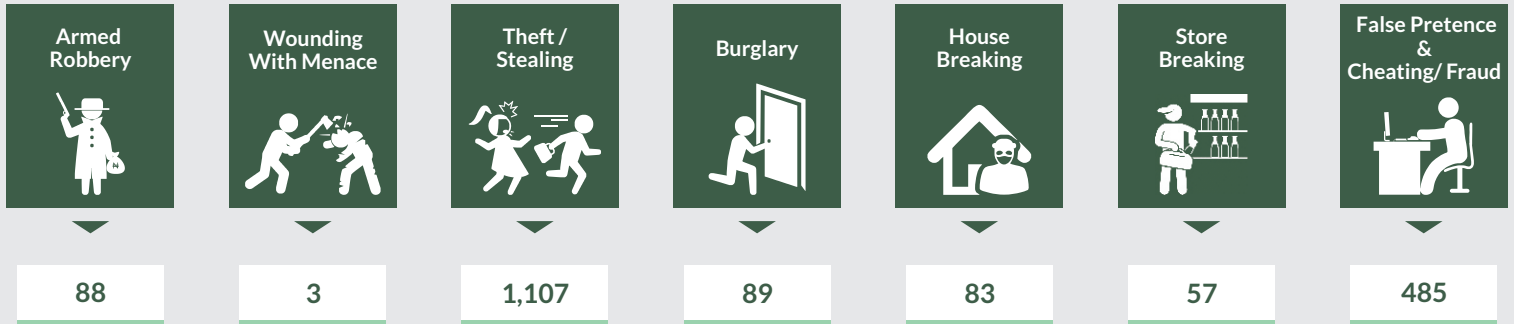 Armed
Robbery
Wounding
With Menace
Theft /
Stealing
Burglary
House
Breaking
Store
Breaking
False Pretence
&
Cheating/ Fraud
88
3
1,107
89
83
57
485